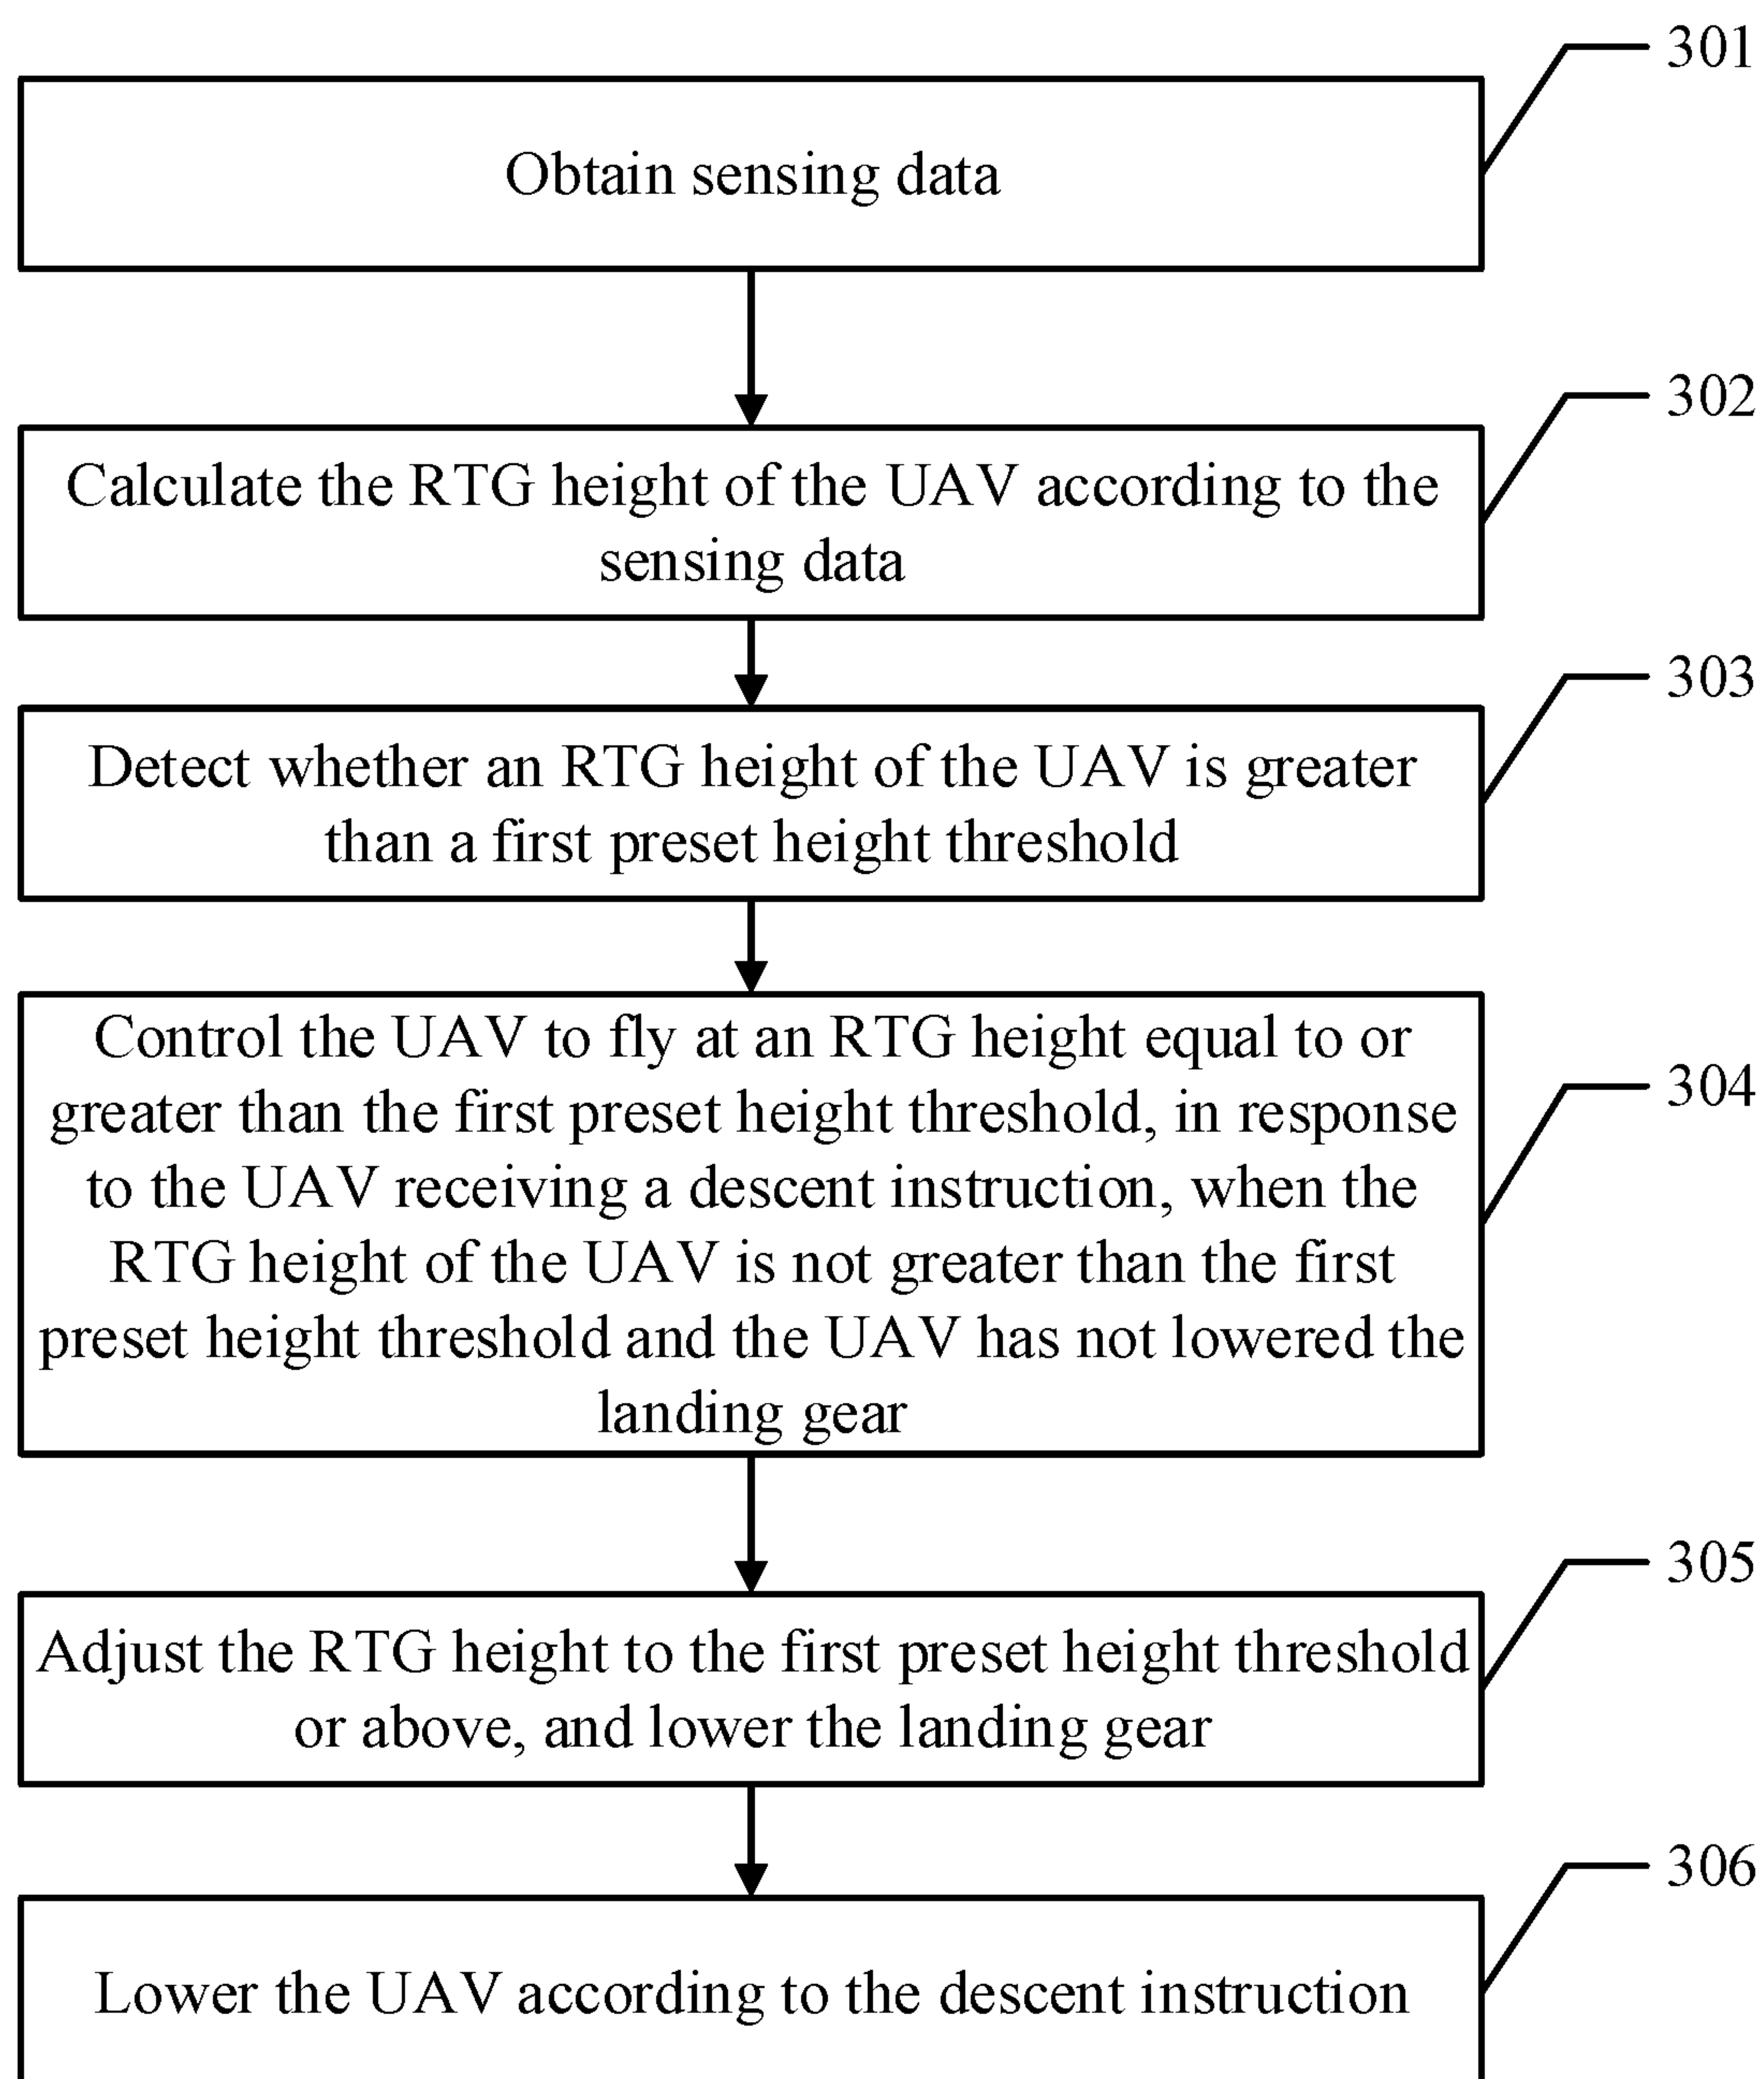 301
Obtain sensing data
302
Calculate the RTG height of the UAV according to the
sensing data
303
Detect whether an RTG height of the UAV is greater
than a first preset height threshold
Control the UAV to fly at an RTG height equal to or
greater than the first preset height threshold, in response
304
to the UAV receiving a descent instruction, when the
RTG height of the UAV is not greater than the first
preset height threshold and the UAV has not lowered the
landing gear
305
Adjust the RTG height to the first preset height threshold
or above, and lower the landing gear
306
Lower the UAV according to the descent instruction